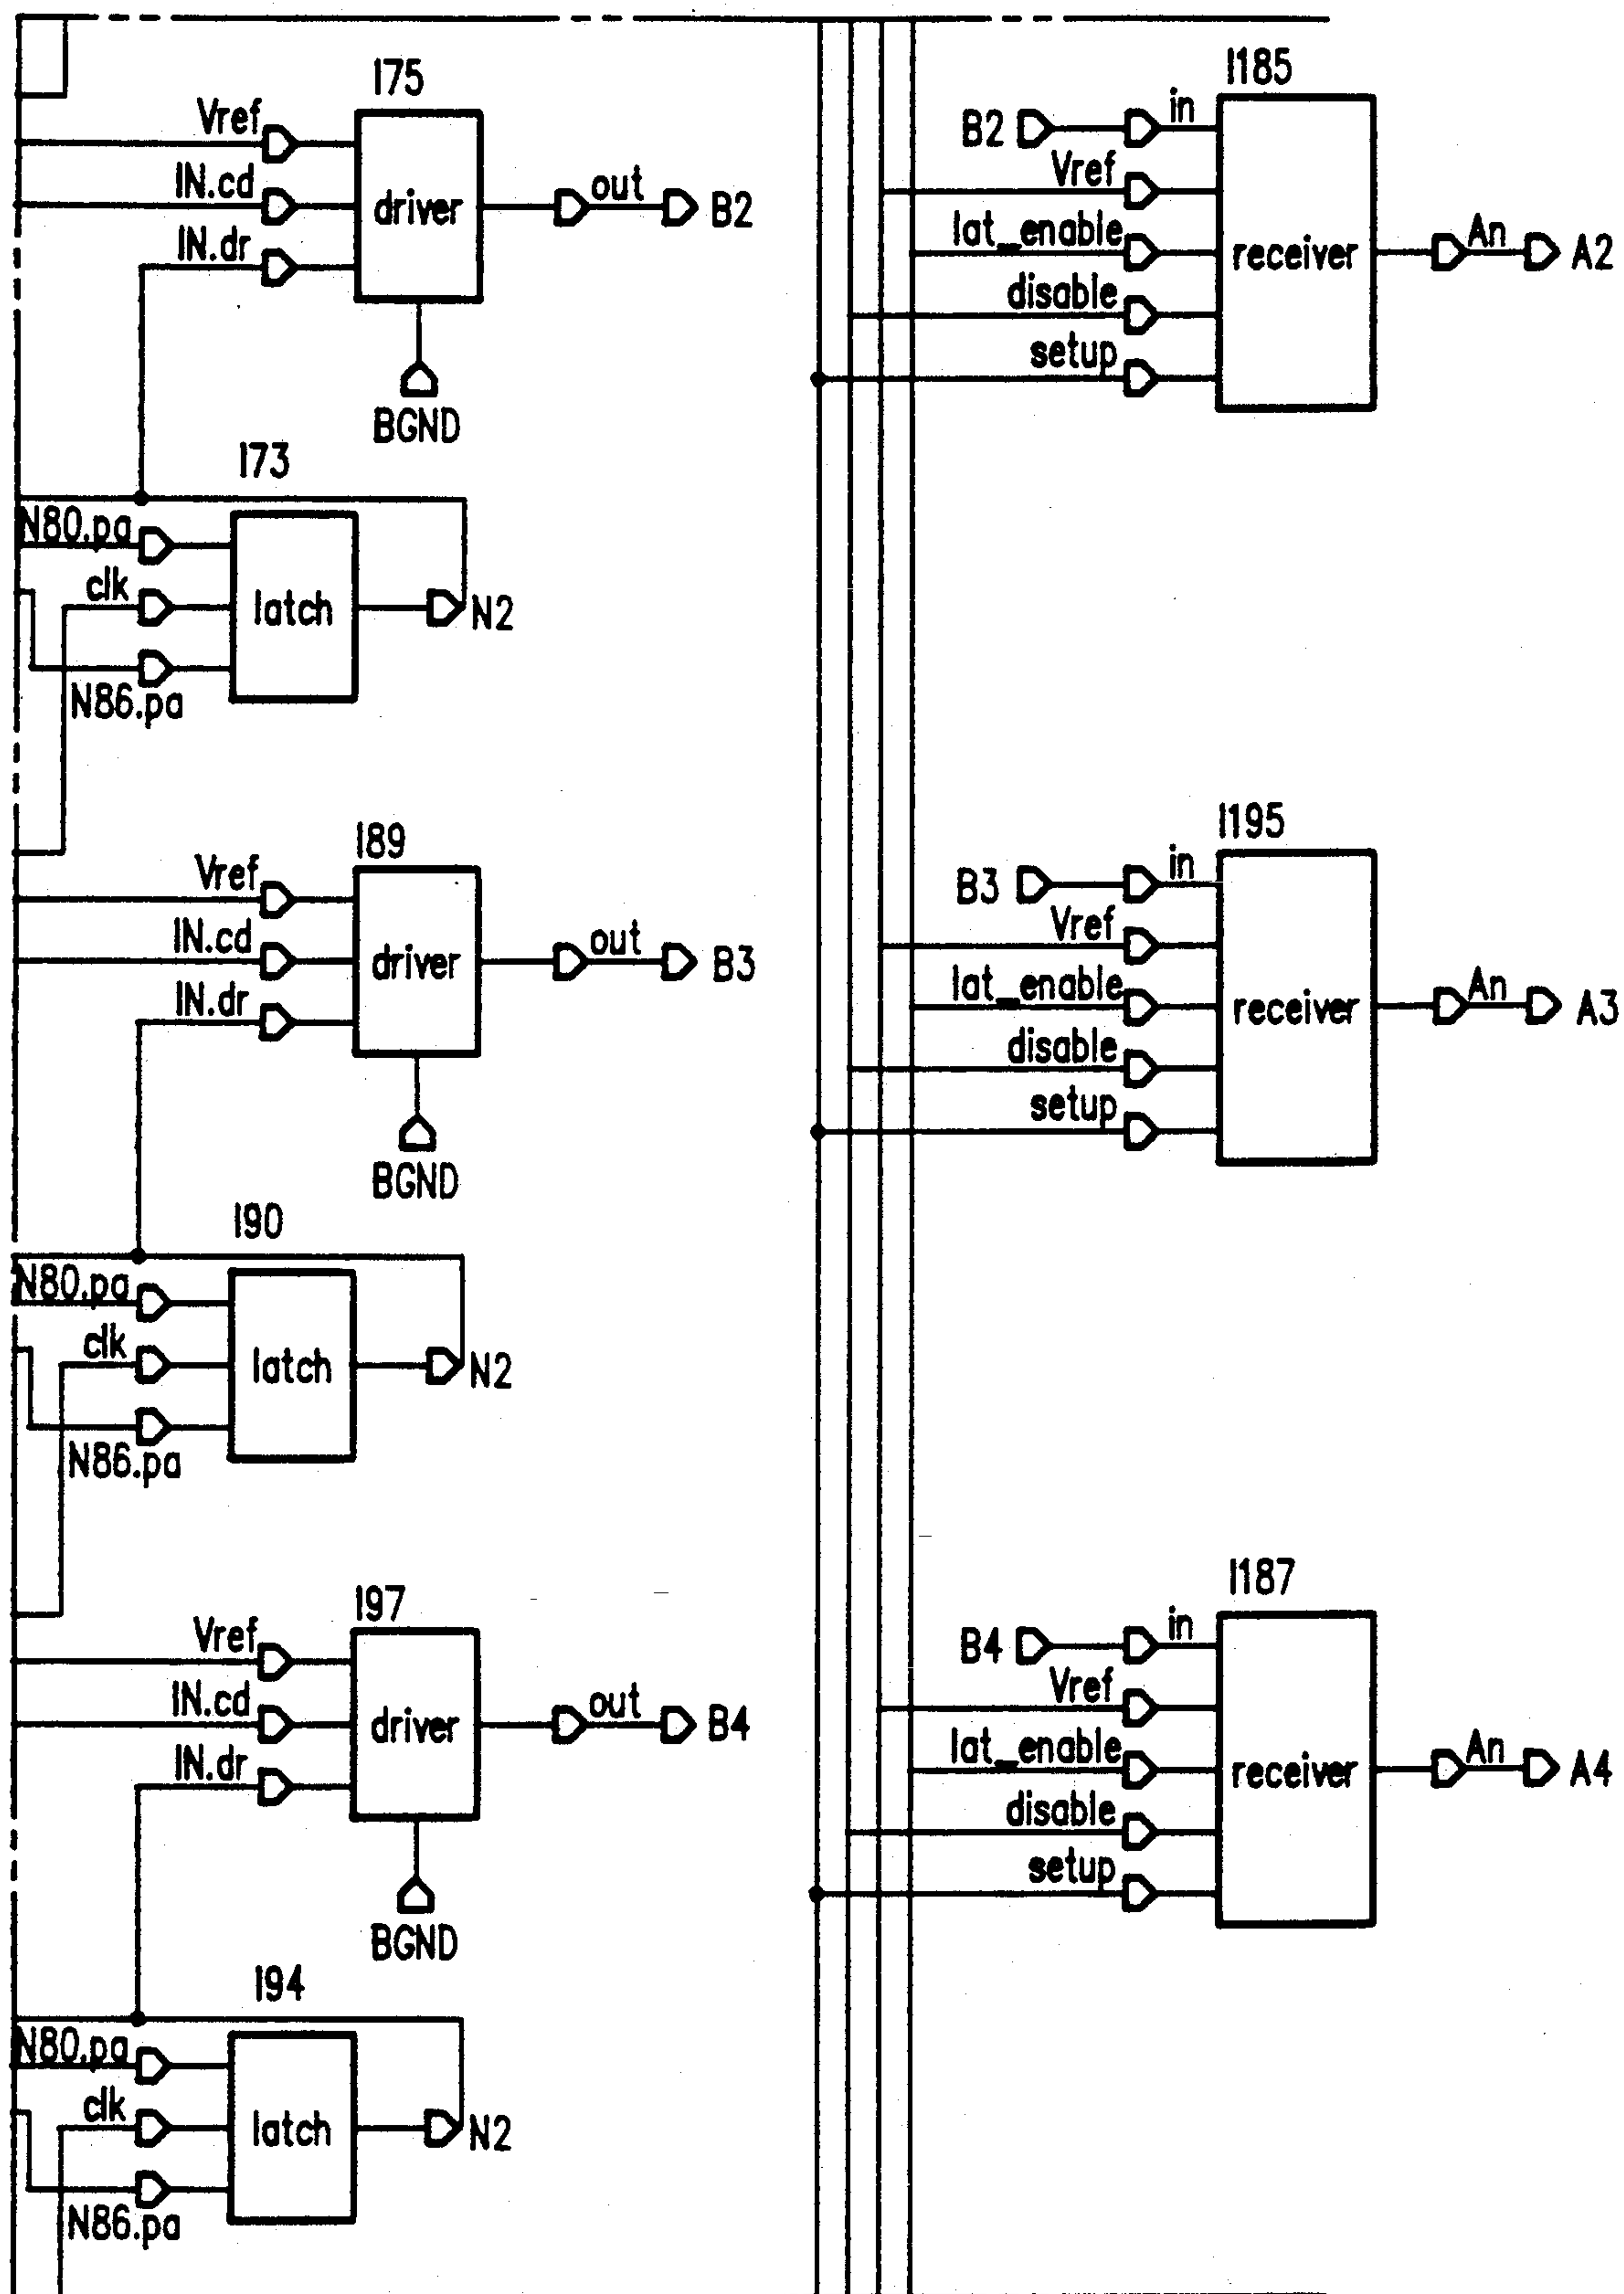 I75
Vref
IN.cd
IN.dr
driver
out
B2
BGND
I73
N80.pa
clk
latch
N2
N86.pa
I89
Vref
IN.cd
IN.dr
driver
out
B3
BGND
I90
N80.pa
clk
latch
N2
N86.pa
I97
Vref
IN.cd
IN.dr
driver
out
B4
BGND
I94
N80.pa
clk
latch
N2
N86.pa
I185
B2
in
Vref
lat_enable
disable
setup
receiver
An
A2
I195
B3
in
Vref
lat_enable
disable
setup
receiver
An
A3
I187
B4
in
Vref
lat_enable
disable
setup
receiver
An
A4